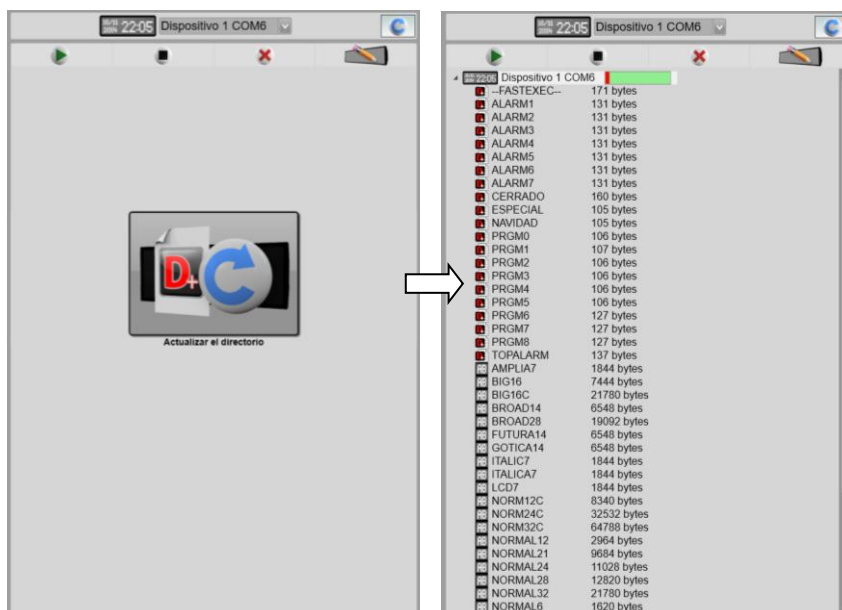 22:05 Dispositivo 1 COM6
D+
Actualizar el directorio
22:05 Dispositivo 1 COM6
22:05 Dispositivo 1 COM6
--FASTEXEC-- 171 bytes
ALARM1 131 bytes
ALARM2 131 bytes
ALARM3 131 bytes
ALARM4 131 bytes
ALARM5 131 bytes
ALARM6 131 bytes
ALARM7 131 bytes
CERRADO 160 bytes
ESPECIAL 105 bytes
NAVIDAD 105 bytes
PRGM0 106 bytes
PRGM1 107 bytes
PRGM2 106 bytes
PRGM3 106 bytes
PRGM4 106 bytes
PRGM5 106 bytes
PRGM6 127 bytes
PRGM7 127 bytes
PRGM8 127 bytes
TOPALARM 137 bytes
AMPLIA7 1844 bytes
BIG16 7444 bytes
BIG16C 21780 bytes
BROAD14 6548 bytes
BROAD28 19092 bytes
FUTURA14 6548 bytes
GOTICA14 6548 bytes
ITALIC7 1844 bytes
ITALICA7 1844 bytes
LCD7 1844 bytes
NORM12C 8340 bytes
NORM24C 32532 bytes
NORM32C 64788 bytes
NORMAL12 2964 bytes
NORMAL21 9684 bytes
NORMAL24 11028 bytes
NORMAL28 12820 bytes
NORMAL32 21780 bytes
NORMAL6 1620 bytes